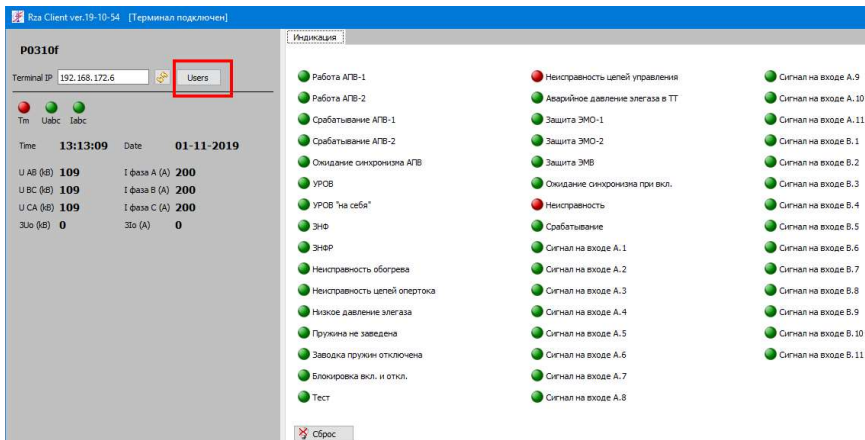 Rza Client ver.19-10-54 [Терминал подключен]
P0310f
Terminal IP 192.168.172.6 Users
Tm Uabc Iabc
Time 13:13:09 Date 01-11-2019
U AB (kB) 109 I фаза A (A) 200
U BC (kB) 109 I фаза B (A) 200
U CA (kB) 109 I фаза C (A) 200
3Uo (kB) 0 3Io (A) 0
Индикация
Работа АПВ-1
Работа АПВ-2
Срабатывание АПВ-1
Срабатывание АПВ-2
Ожидание синхронизма АПВ
УРОВ
УРОВ "на себя"
ЗНФ
ЗНФР
Неисправность обогрева
Неисправность цепей опертока
Низкое давление элегаза
Пружина не заведена
Заводка пружин отключена
Блокировка вкл. и откл.
Тест
Неисправность цепей управления
Аварийное давление элегаза в ТТ
Защита ЭМО-1
Защита ЭМО-2
Защита ЭМВ
Ожидание синхронизма при вкл.
Неисправность
Срабатывание
Сигнал на входе A.1
Сигнал на входе A.2
Сигнал на входе A.3
Сигнал на входе A.4
Сигнал на входе A.5
Сигнал на входе A.6
Сигнал на входе A.7
Сигнал на входе A.8
Сигнал на входе A.9
Сигнал на входе A.10
Сигнал на входе A.11
Сигнал на входе B.1
Сигнал на входе B.2
Сигнал на входе B.3
Сигнал на входе B.4
Сигнал на входе B.5
Сигнал на входе B.6
Сигнал на входе B.7
Сигнал на входе B.8
Сигнал на входе B.9
Сигнал на входе B.10
Сигнал на входе B.11
Сброс